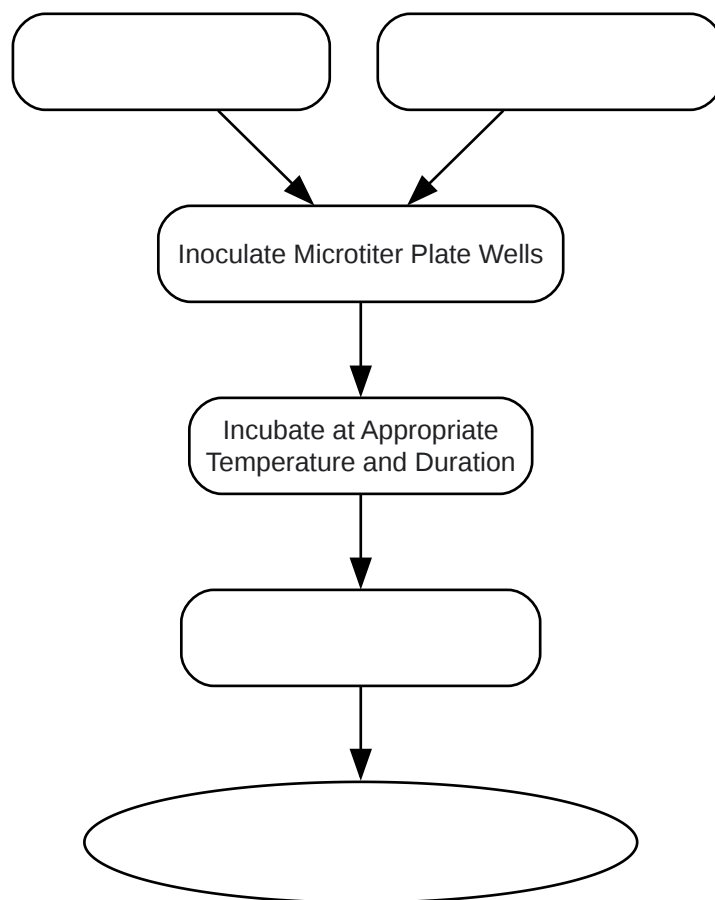 Inoculate Microtiter Plate Wells
Incubate at Appropriate
Temperature and Duration